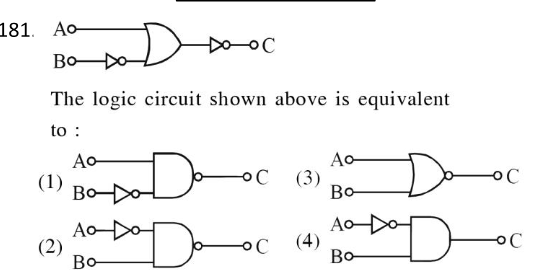 181. A C
B
The logic circuit shown above is equivalent
to :
(1) A B C
(3) A B C
(2) A B C
(4) A B C